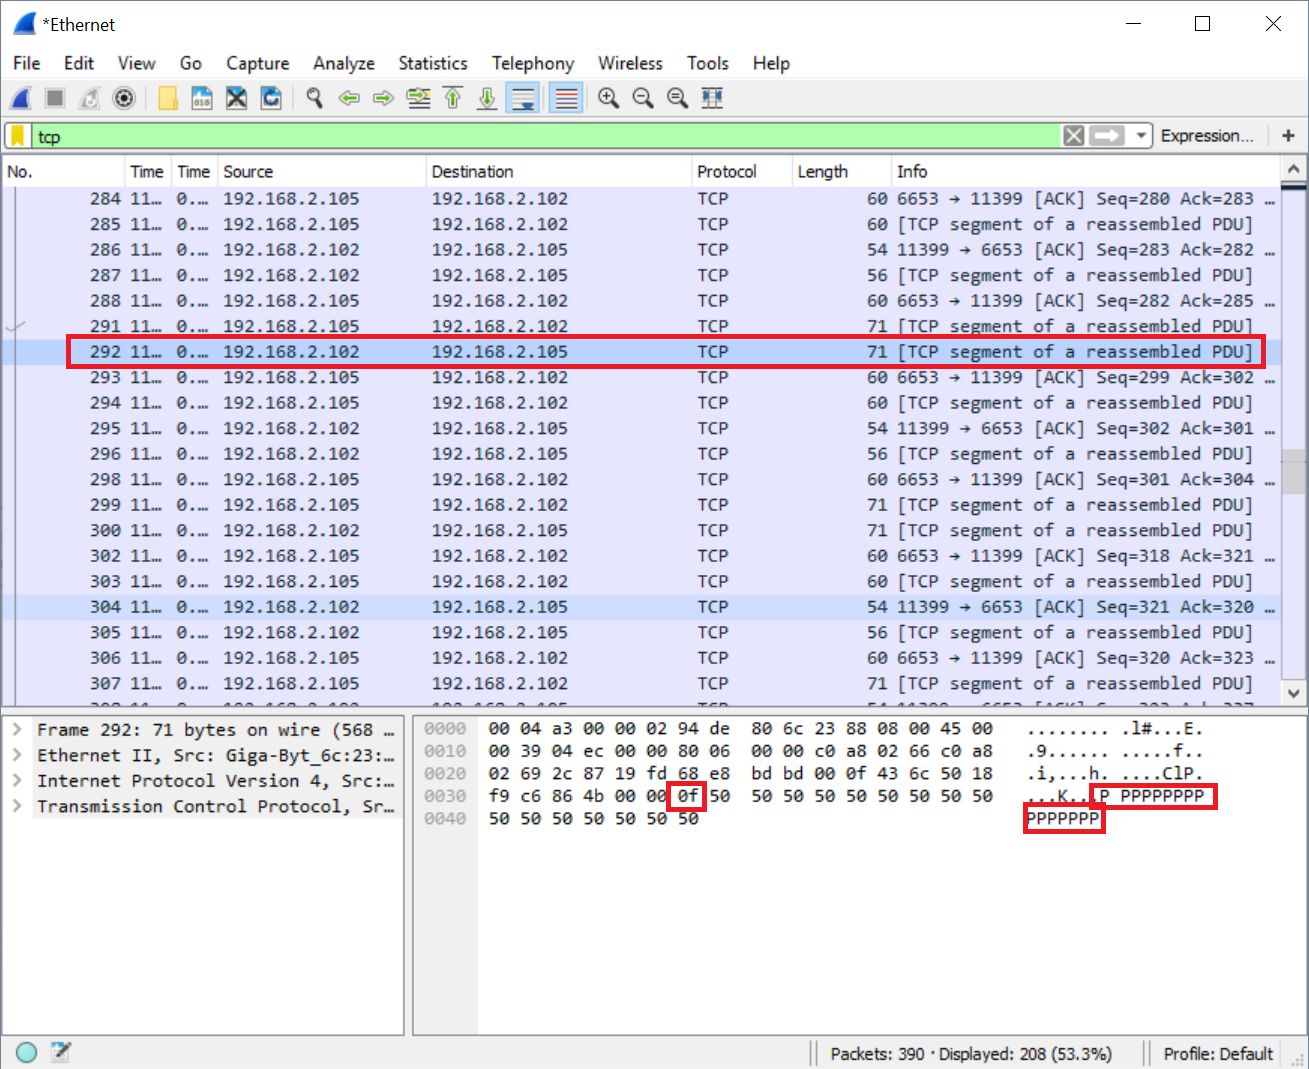 *Ethernet
File Edit View Go Capture Analyze Statistics Telephony Wireless Tools Help
tcp Expression... +
No. Time Time Source Destination Protocol Length Info
284 11… 0.… 192.168.2.105 192.168.2.102 TCP 60 6653 → 11399 [ACK] Seq=280 Ack=283 …
285 11… 0.… 192.168.2.105 192.168.2.102 TCP 60 [TCP segment of a reassembled PDU]
286 11… 0.… 192.168.2.102 192.168.2.105 TCP 54 11399 → 6653 [ACK] Seq=283 Ack=282 …
287 11… 0.… 192.168.2.102 192.168.2.105 TCP 56 [TCP segment of a reassembled PDU]
288 11… 0.… 192.168.2.105 192.168.2.102 TCP 60 6653 → 11399 [ACK] Seq=282 Ack=285 …
291 11… 0.… 192.168.2.105 192.168.2.102 TCP 71 [TCP segment of a reassembled PDU]
292 11… 0.… 192.168.2.102 192.168.2.105 TCP 71 [TCP segment of a reassembled PDU]
293 11… 0.… 192.168.2.105 192.168.2.102 TCP 60 6653 → 11399 [ACK] Seq=299 Ack=302 …
294 11… 0.… 192.168.2.105 192.168.2.102 TCP 60 [TCP segment of a reassembled PDU]
295 11… 0.… 192.168.2.102 192.168.2.105 TCP 54 11399 → 6653 [ACK] Seq=302 Ack=301 …
296 11… 0.… 192.168.2.102 192.168.2.105 TCP 56 [TCP segment of a reassembled PDU]
298 11… 0.… 192.168.2.105 192.168.2.102 TCP 60 6653 → 11399 [ACK] Seq=301 Ack=304 …
299 11… 0.… 192.168.2.105 192.168.2.102 TCP 71 [TCP segment of a reassembled PDU]
300 11… 0.… 192.168.2.102 192.168.2.105 TCP 71 [TCP segment of a reassembled PDU]
302 11… 0.… 192.168.2.105 192.168.2.102 TCP 60 6653 → 11399 [ACK] Seq=318 Ack=321 …
303 11… 0.… 192.168.2.105 192.168.2.102 TCP 60 [TCP segment of a reassembled PDU]
304 11… 0.… 192.168.2.102 192.168.2.105 TCP 54 11399 → 6653 [ACK] Seq=321 Ack=320 …
305 11… 0.… 192.168.2.102 192.168.2.105 TCP 56 [TCP segment of a reassembled PDU]
306 11… 0.… 192.168.2.105 192.168.2.102 TCP 60 6653 → 11399 [ACK] Seq=320 Ack=323 …
307 11… 0.… 192.168.2.105 192.168.2.102 TCP 71 [TCP segment of a reassembled PDU]
Frame 292: 71 bytes on wire (568 …
Ethernet II, Src: Giga-Byt_6c:23:…
Internet Protocol Version 4, Src:…
Transmission Control Protocol, Sr…
0000 00 04 a3 00 00 02 94 de 80 6c 23 88 08 00 45 00 ........ .l#...E.
0010 00 39 04 ec 00 00 80 06 00 00 c0 a8 02 66 c0 a8 .9...... .....f..
0020 02 69 2c 87 19 fd 68 e8 bd bd 00 0f 43 6c 50 18 .i,...h. ....ClP.
0030 f9 c6 86 4b 00 00 0f 50 50 50 50 50 50 50 50 50 ...K...P PPPPPPPP
0040 50 50 50 50 50 50 50 PPPPPPP
Packets: 390 · Displayed: 208 (53.3%) Profile: Default